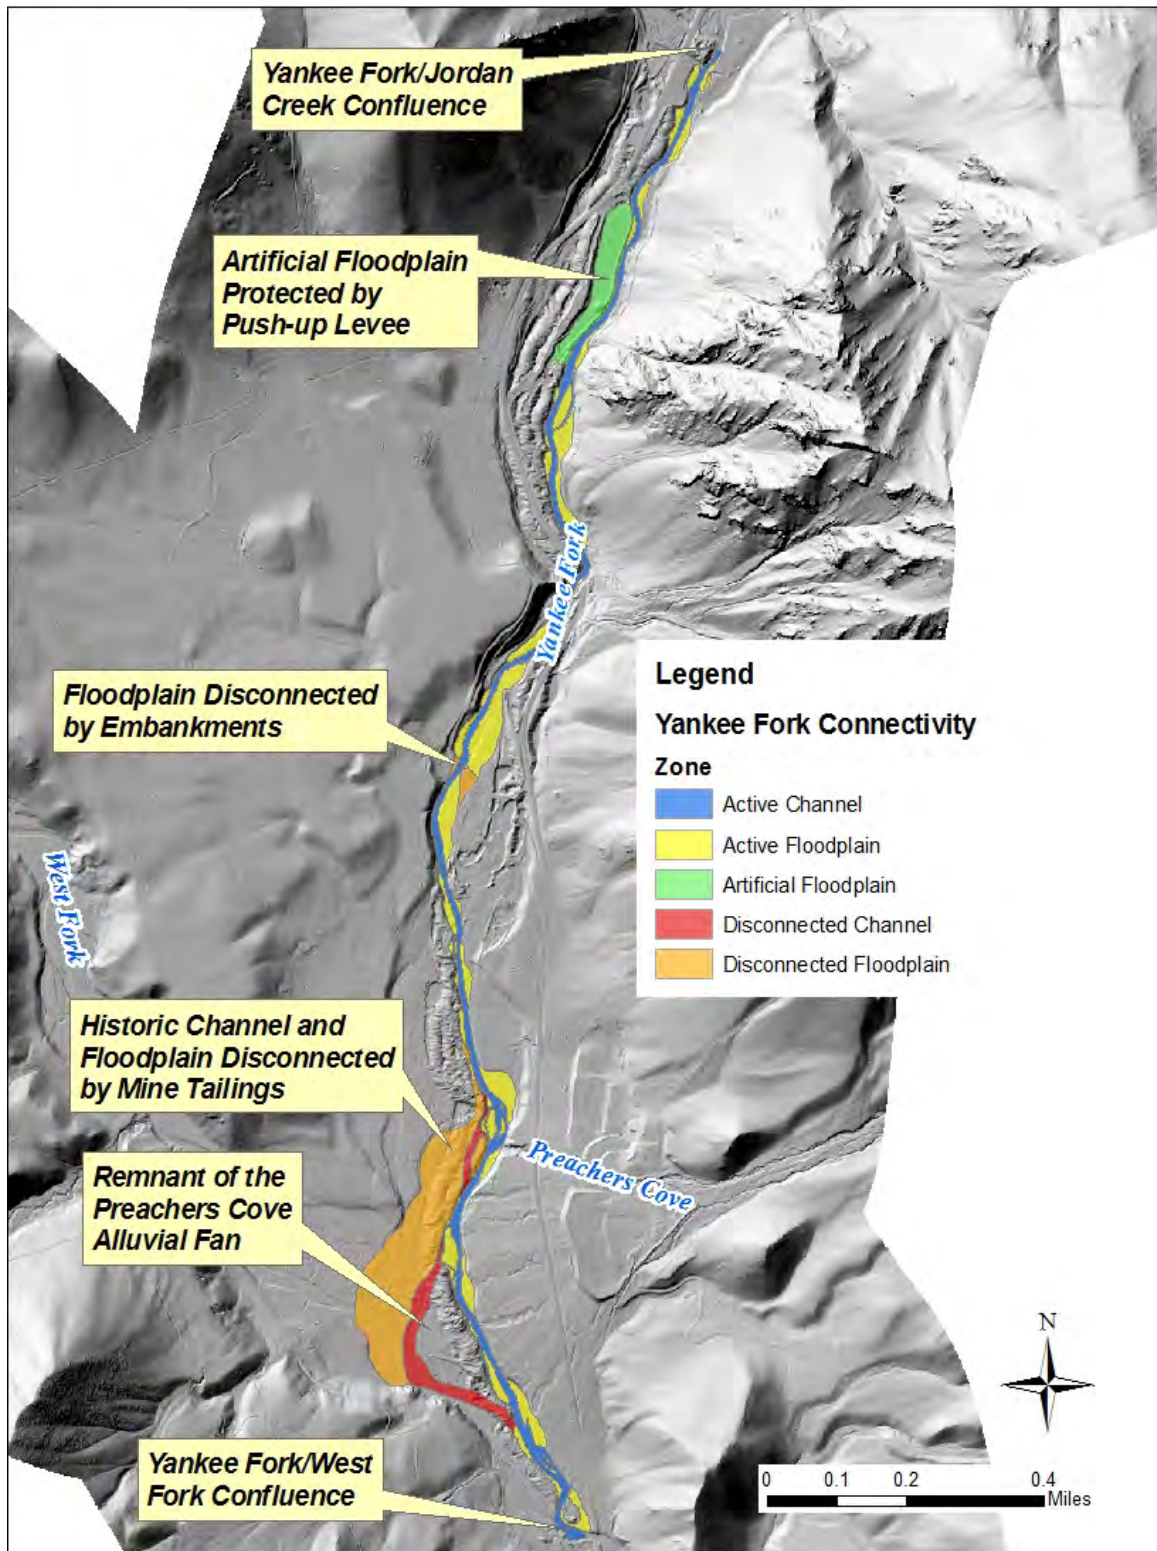 Yankee Fork/Jordan
Creek Confluence
Artificial Floodplain
Protected by
Push-up Levee
Yankee Fork
Floodplain Disconnected
by Embankments
Legend
Yankee Fork Connectivity
Zone
Active Channel
Active Floodplain
Artificial Floodplain
Disconnected Channel
Disconnected Floodplain
West Fork
Historic Channel and
Floodplain Disconnected
by Mine Tailings
Preachers Cove
Remnant of the
Preachers Cove
Alluvial Fan
N
Yankee Fork/West
Fork Confluence
0 0.1 0.2 0.4
Miles